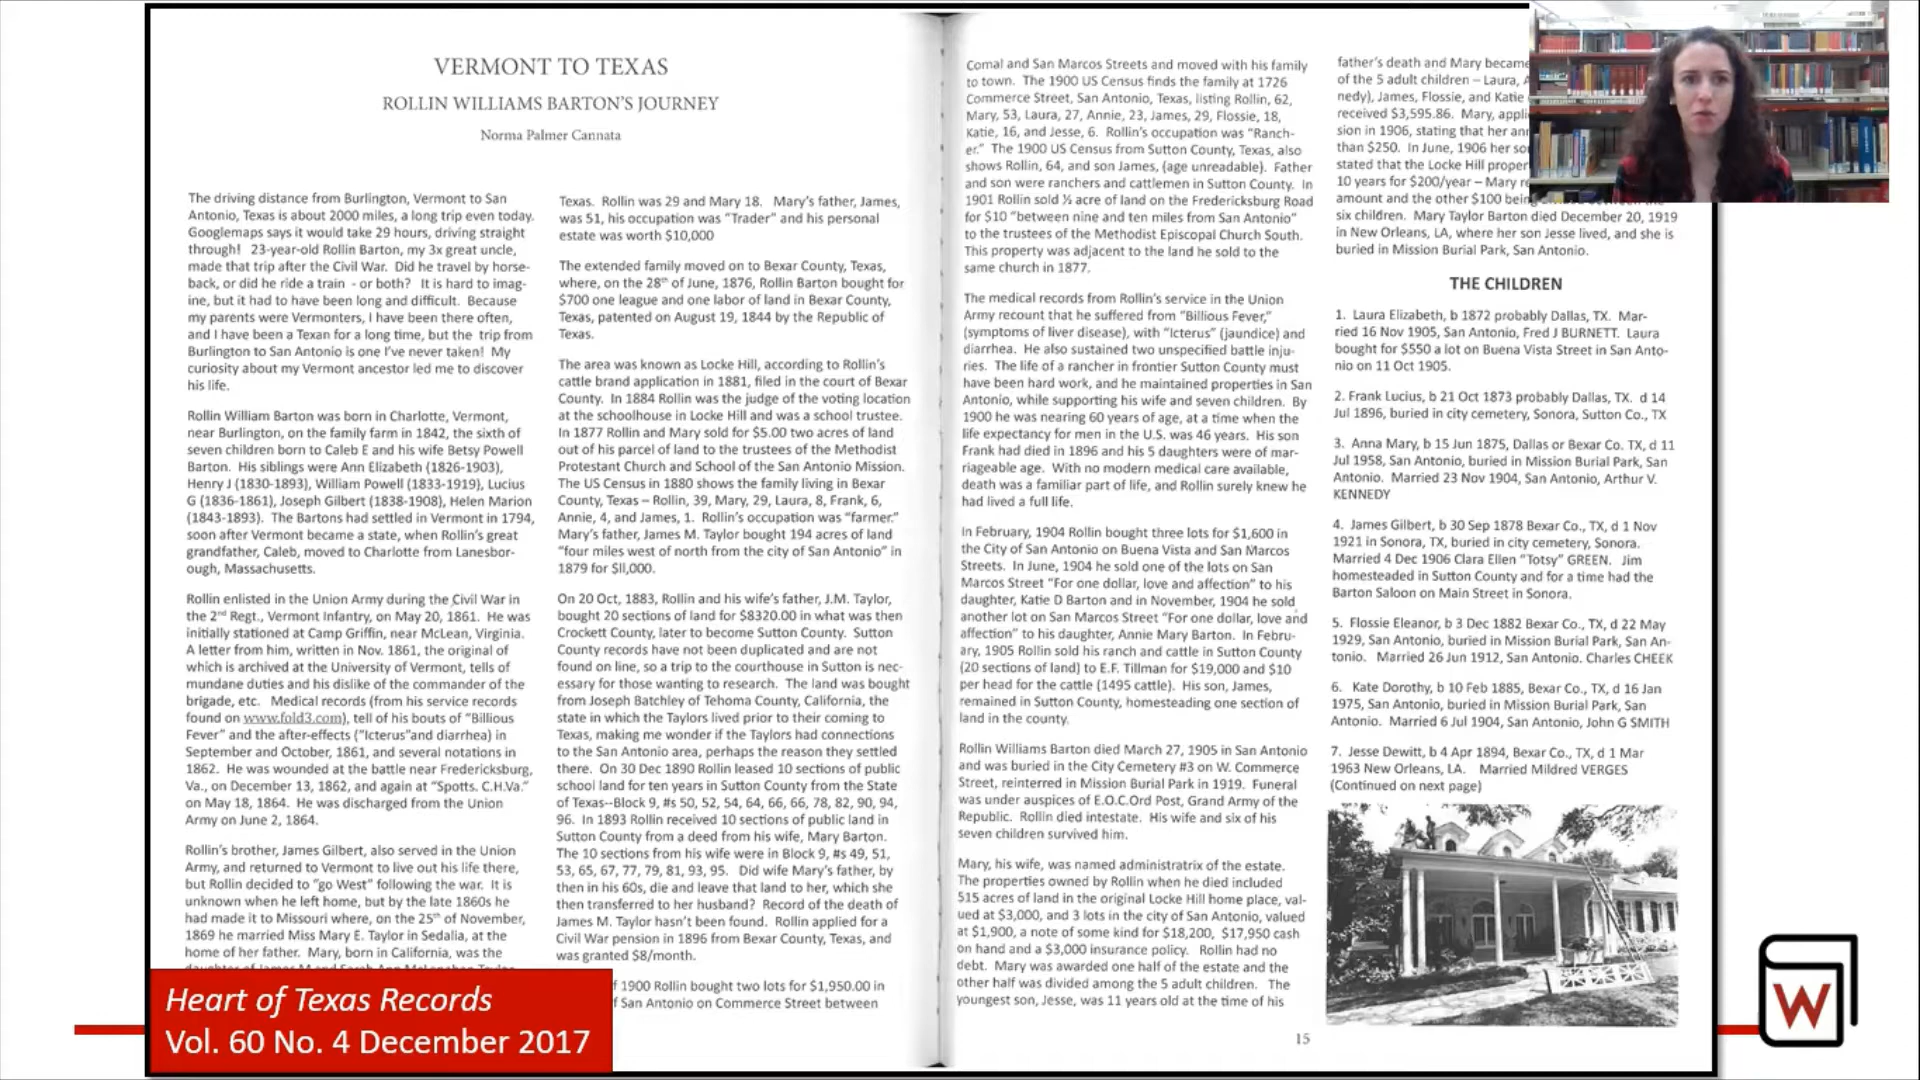 VERMONT TO TEXAS
ROLLIN WILLIAMS BARTON'S JOURNEY
Norma Palmer Cannata
The driving distance from Burlington, Vermont to San
Antonio, Texas is about 2000 miles, a long trip even today.
Googlemaps says it would take 29 hours, driving straight
through!  23-year-old Rollin Barton, my 3x great uncle,
made that trip after the Civil War.  Did he travel by horse-
back, or did he ride a train  - or both?  It is hard to imag-
ine, but it had to have been long and difficult.  Because
my parents were Vermonters, I have been there often,
and I have been a Texan for a long time, but the  trip from
Burlington to San Antonio is one I've never taken!  My
curiosity about my Vermont ancestor led me to discover
his life.
Rollin William Barton was born in Charlotte, Vermont,
near Burlington, on the family farm in 1842, the sixth of
seven children born to Caleb E and his wife Betsy Powell
Barton.  His siblings were Ann Elizabeth (1826-1903),
Henry J (1830-1893), William Powell (1833-1919), Lucius
G (1836-1861), Joseph Gilbert (1838-1908), Helen Marion
(1843-1893).  The Bartons had settled in Vermont in 1794,
soon after Vermont became a state, when Rollin's great
grandfather, Caleb, moved to Charlotte from Lanesbor-
ough, Massachusetts.
Rollin enlisted in the Union Army during the Civil War in
the 2nd Regt., Vermont Infantry, on May 20, 1861.  He was
initially stationed at Camp Griffin, near McLean, Virginia.
A letter from him, written in Nov. 1861, the original of
which is archived at the University of Vermont, tells of
mundane duties and his dislike of the commander of the
brigade, etc.  Medical records (from his service records
found on www.fold3.com), tell of his bouts of "Billious
Fever" and the after-effects ("Icterus"and diarrhea) in
September and October, 1861, and several notations in
1862.  He was wounded at the battle near Fredericksburg,
Va., on December 13, 1862, and again at "Spotts. C.H.Va."
on May 18, 1864.  He was discharged from the Union
Army on June 2, 1864.
Rollin's brother, James Gilbert, also served in the Union
Army, and returned to Vermont to live out his life there,
but Rollin decided to "go West" following the war.  It is
unknown when he left home, but by the late 1860s he
had made it to Missouri where, on the 25th of November,
1869 he married Miss Mary E. Taylor in Sedalia, at the
home of her father.  Mary, born in California, was the
Texas.  Rollin was 29 and Mary 18.  Mary's father, James,
was 51, his occupation was "Trader" and his personal
estate was worth $10,000
The extended family moved on to Bexar County, Texas,
where, on the 28th of June, 1876, Rollin Barton bought for
$700 one league and one labor of land in Bexar County,
Texas, patented on August 19, 1844 by the Republic of
Texas.
The area was known as Locke Hill, according to Rollin's
cattle brand application in 1881, filed in the court of Bexar
County.  In 1884 Rollin was the judge of the voting location
at the schoolhouse in Locke Hill and was a school trustee.
In 1877 Rollin and Mary sold for $5.00 two acres of land
out of his parcel of land to the trustees of the Methodist
Protestant Church and School of the San Antonio Mission.
The US Census in 1880 shows the family living in Bexar
County, Texas – Rollin, 39, Mary, 29, Laura, 8, Frank, 6,
Annie, 4, and James, 1.  Rollin's occupation was "farmer."
Mary's father, James M. Taylor bought 194 acres of land
"four miles west of north from the city of San Antonio" in
1879 for $ll,000.
On 20 Oct, 1883, Rollin and his wife's father, J.M. Taylor,
bought 20 sections of land for $8320.00 in what was then
Crockett County, later to become Sutton County.  Sutton
County records have not been duplicated and are not
found on line, so a trip to the courthouse in Sutton is nec-
essary for those wanting to research.  The land was bought
from Joseph Batchley of Tehoma County, California, the
state in which the Taylors lived prior to their coming to
Texas, making me wonder if the Taylors had connections
to the San Antonio area, perhaps the reason they settled
there.  On 30 Dec 1890 Rollin leased 10 sections of public
school land for ten years in Sutton County from the State
of Texas--Block 9, #s 50, 52, 54, 64, 66, 66, 78, 82, 90, 94,
96.  In 1893 Rollin received 10 sections of public land in
Sutton County from a deed from his wife, Mary Barton.
The 10 sections from his wife were in Block 9, #s 49, 51,
53, 65, 67, 77, 79, 81, 93, 95.  Did wife Mary's father, by
then in his 60s, die and leave that land to her, which she
then transferred to her husband?  Record of the death of
James M. Taylor hasn't been found.  Rollin applied for a
Civil War pension in 1896 from Bexar County, Texas, and
was granted $8/month.
f 1900 Rollin bought two lots for $1,950.00 in
f San Antonio on Commerce Street between
Comal and San Marcos Streets and moved with his family
to town.  The 1900 US Census finds the family at 1726
Commerce Street, San Antonio, Texas, listing Rollin, 62,
Mary, 53, Laura, 27, Annie, 23, James, 29, Flossie, 18,
Katie, 16, and Jesse, 6.  Rollin's occupation was "Ranch-
er."  The 1900 US Census from Sutton County, Texas, also
shows Rollin, 64, and son James, (age unreadable).  Father
and son were ranchers and cattlemen in Sutton County.  In
1901 Rollin sold ½ acre of land on the Fredericksburg Road
for $10 "between nine and ten miles from San Antonio"
to the trustees of the Methodist Episcopal Church South.
This property was adjacent to the land he sold to the
same church in 1877.
The medical records from Rollin's service in the Union
Army recount that he suffered from "Billious Fever,"
(symptoms of liver disease), with "Icterus" (jaundice) and
diarrhea.  He also sustained two unspecified battle inju-
ries.  The life of a rancher in frontier Sutton County must
have been hard work, and he maintained properties in San
Antonio, while supporting his wife and seven children.  By
1900 he was nearing 60 years of age, at a time when the
life expectancy for men in the U.S. was 46 years.  His son
Frank had died in 1896 and his 5 daughters were of mar-
riageable age.  With no modern medical care available,
death was a familiar part of life, and Rollin surely knew he
had lived a full life.
In February, 1904 Rollin bought three lots for $1,600 in
the City of San Antonio on Buena Vista and San Marcos
Streets.  In June, 1904 he sold one of the lots on San
Marcos Street "For one dollar, love and affection" to his
daughter, Katie D Barton and in November, 1904 he sold
another lot on San Marcos Street "For one dollar, love and
affection" to his daughter, Annie Mary Barton.  In Febru-
ary, 1905 Rollin sold his ranch and cattle in Sutton County
(20 sections of land) to E.F. Tillman for $19,000 and $10
per head for the cattle (1495 cattle).  His son, James,
remained in Sutton County, homesteading one section of
land in the county.
Rollin Williams Barton died March 27, 1905 in San Antonio
and was buried in the City Cemetery #3 on W. Commerce
Street, reinterred in Mission Burial Park in 1919.  Funeral
was under auspices of E.O.C.Ord Post, Grand Army of the
Republic.  Rollin died intestate.  His wife and six of his
seven children survived him.
Mary, his wife, was named administratrix of the estate.
The properties owned by Rollin when he died included
515 acres of land in the original Locke Hill home place, val-
ued at $3,000, and 3 lots in the city of San Antonio, valued
at $1,900, a note of some kind for $18,200,  $17,950 cash
on hand and a $3,000 insurance policy.   Rollin had no
debt.  Mary was awarded one half of the estate and the
other half was divided among the 5 adult children.   The
youngest son, Jesse, was 11 years old at the time of his
15
father's death and Mary became
of the 5 adult children – Laura, A
nedy), James, Flossie, and Katie
received $3,595.86.  Mary, appli
sion in 1906, stating that her ann
than $250.  In June, 1906 her so
stated that the Locke Hill proper
10 years for $200/year – Mary re
amount and the other $100 being
six children.  Mary Taylor Barton died December 20, 1919
in New Orleans, LA, where her son Jesse lived, and she is
buried in Mission Burial Park, San Antonio.
THE CHILDREN
1.  Laura Elizabeth, b 1872 probably Dallas, TX.  Mar-
ried 16 Nov 1905, San Antonio, Fred J BURNETT.  Laura
bought for $550 a lot on Buena Vista Street in San Anto-
nio on 11 Oct 1905.
2.  Frank Lucius, b 21 Oct 1873 probably Dallas, TX.  d 14
Jul 1896, buried in city cemetery, Sonora, Sutton Co., TX
3.  Anna Mary, b 15 Jun 1875, Dallas or Bexar Co. TX, d 11
Jul 1958, San Antonio, buried in Mission Burial Park, San
Antonio.  Married 23 Nov 1904, San Antonio, Arthur V.
KENNEDY
4.  James Gilbert, b 30 Sep 1878 Bexar Co., TX, d 1 Nov
1921 in Sonora, TX, buried in city cemetery, Sonora.
Married 4 Dec 1906 Clara Ellen "Totsy" GREEN.  Jim
homesteaded in Sutton County and for a time had the
Barton Saloon on Main Street in Sonora.
5.  Flossie Eleanor, b 3 Dec 1882 Bexar Co., TX, d 22 May
1929, San Antonio, buried in Mission Burial Park, San An-
tonio.  Married 26 Jun 1912, San Antonio. Charles CHEEK
6.  Kate Dorothy, b 10 Feb 1885, Bexar Co., TX, d 16 Jan
1975, San Antonio, buried in Mission Burial Park, San
Antonio.  Married 6 Jul 1904, San Antonio, John G SMITH
7.  Jesse Dewitt, b 4 Apr 1894, Bexar Co., TX, d 1 Mar
1963 New Orleans, LA.   Married Mildred VERGES
(Continued on next page)
Heart of Texas Records
Vol. 60 No. 4 December 2017
W